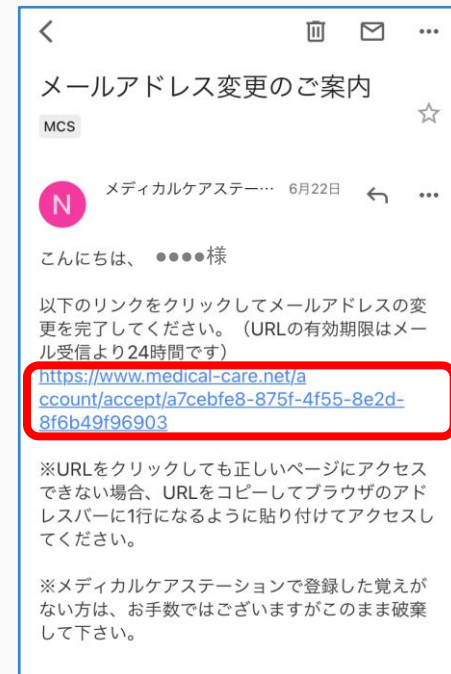 メールアドレス変更のご案内
MCS
N
メディカルケアステー… 6月22日
こんにちは、 ●●●●様
以下のリンクをクリックしてメールアドレスの変
更を完了してください。（URLの有効期限はメー
ル受信より24時間です）
https://www.medical-care.net/a
ccount/accept/a7cebfe8-875f-4f55-8e2d-
8f6b49f96903
※URLをクリックしても正しいページにアクセス
できない場合、URLをコピーしてブラウザのアド
レスバーに1行になるように貼り付けてアクセスし
てください。
※メディカルケアステーションで登録した覚えが
ない方は、お手数ではございますがこのまま破棄
して下さい。